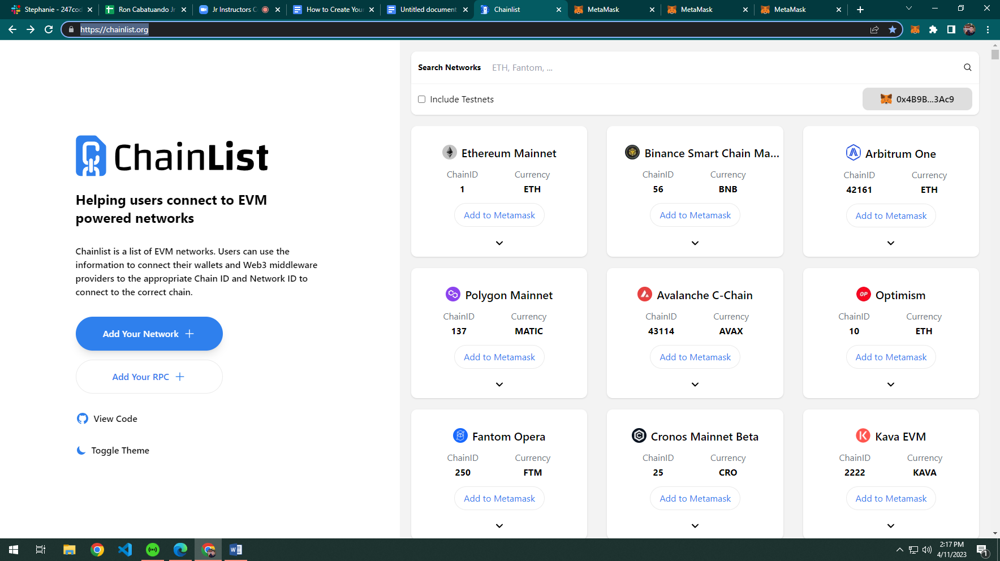 Stephanie - 247cod
Ron Cabatuando Jr
Jr Instructors C
How to Create Your
Untitled document
Chainlist
MetaMask
MetaMask
MetaMask
https://chainlist.org
Search Networks ETH, Fantom, ...
Include Testnets
0x4B9B...3Ac9
ChainList
Helping users connect to EVM
powered networks
Chainlist is a list of EVM networks. Users can use the
information to connect their wallets and Web3 middleware
providers to the appropriate Chain ID and Network ID to
connect to the correct chain.
Add Your Network
Add Your RPC
View Code
Toggle Theme
Ethereum Mainnet
ChainID Currency
1 ETH
Add to Metamask
Binance Smart Chain Ma...
ChainID Currency
56 BNB
Add to Metamask
Arbitrum One
ChainID Currency
42161 ETH
Add to Metamask
Polygon Mainnet
ChainID Currency
137 MATIC
Add to Metamask
Avalanche C-Chain
ChainID Currency
43114 AVAX
Add to Metamask
OP Optimism
ChainID Currency
10 ETH
Add to Metamask
Fantom Opera
ChainID Currency
250 FTM
Add to Metamask
Cronos Mainnet Beta
ChainID Currency
25 CRO
Add to Metamask
Kava EVM
ChainID Currency
2222 KAVA
Add to Metamask
2:17 PM
4/11/2023
1